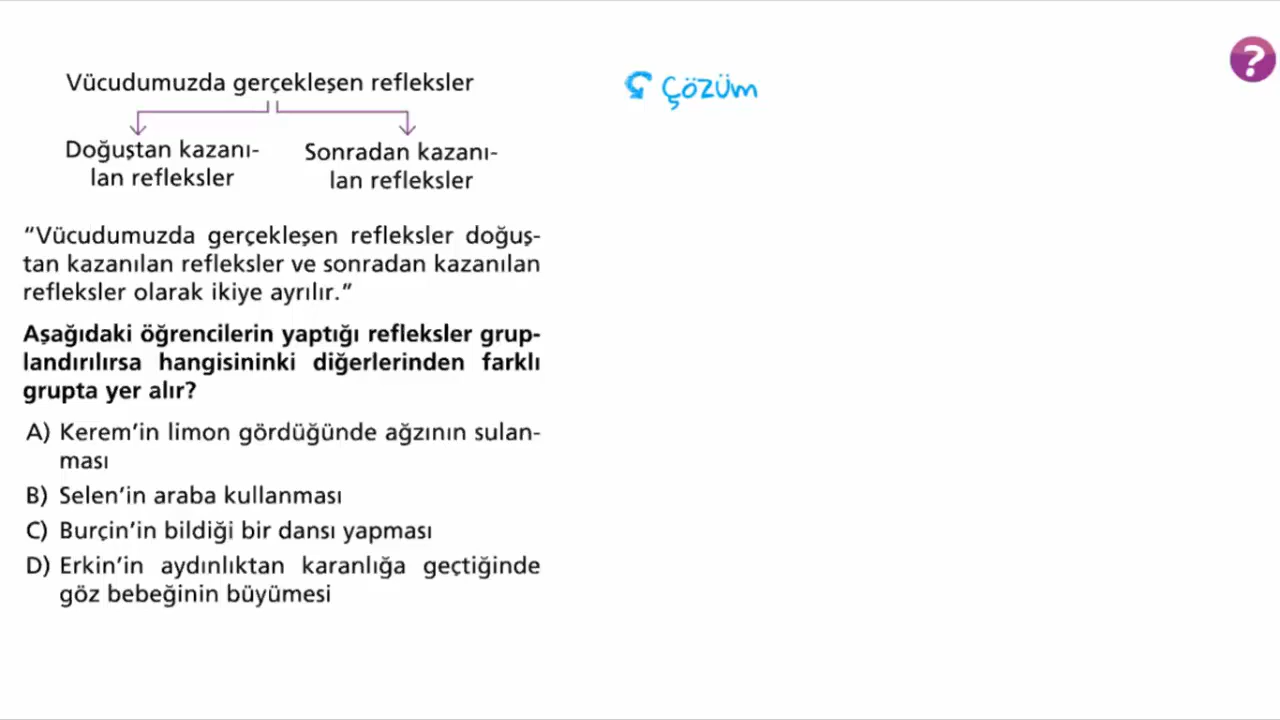 Vücudumuzda gerçekleşen refleksler
Doğuştan kazanı-
lan refleksler
Sonradan kazanı-
lan refleksler
“Vücudumuzda gerçekleşen refleksler doğuş-
tan kazanılan refleksler ve sonradan kazanılan
refleksler olarak ikiye ayrılır.”
Aşağıdaki öğrencilerin yaptığı refleksler grup-
landırılırsa hangisininki diğerlerinden farklı
grupta yer alır?
A) Kerem’in limon gördüğünde ağzının sulan-
ması
B) Selen’in araba kullanması
C) Burçin’in bildiği bir dansı yapması
D) Erkin’in aydınlıktan karanlığa geçtiğinde
göz bebeğinin büyümesi
Çözüm
?